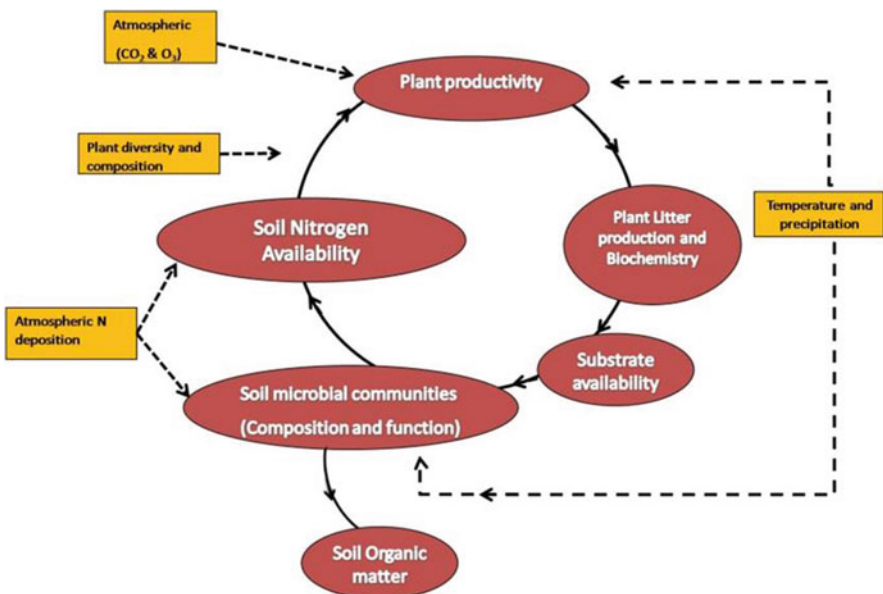 Atmospheric
(CO₂ & O₃)
Plant productivity
Plant diversity and
composition
Soil Nitrogen
Availability
Plant Litter
production and
Biochemistry
Temperature and
precipitation
Atmospheric N
deposition
Substrate
availability
Soil microbial communities
(Composition and function)
Soil Organic
matter